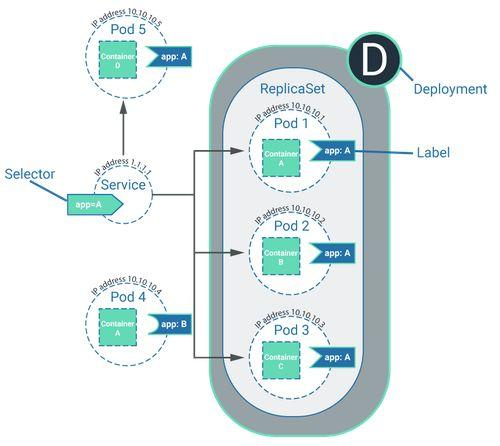 IP address 10.10.10.5
Pod 5
Container
D
app: A
D
Deployment
ReplicaSet
IP address 10.10.10.1
Pod 1
Container
A
app: A
Label
IP address 1.1.1.1
Service
Selector
app=A
IP address 10.10.10.2
Pod 2
Container
B
app: A
IP address 10.10.10.4
Pod 4
Container
A
app: B
IP address 10.10.10.3
Pod 3
Container
C
app: A